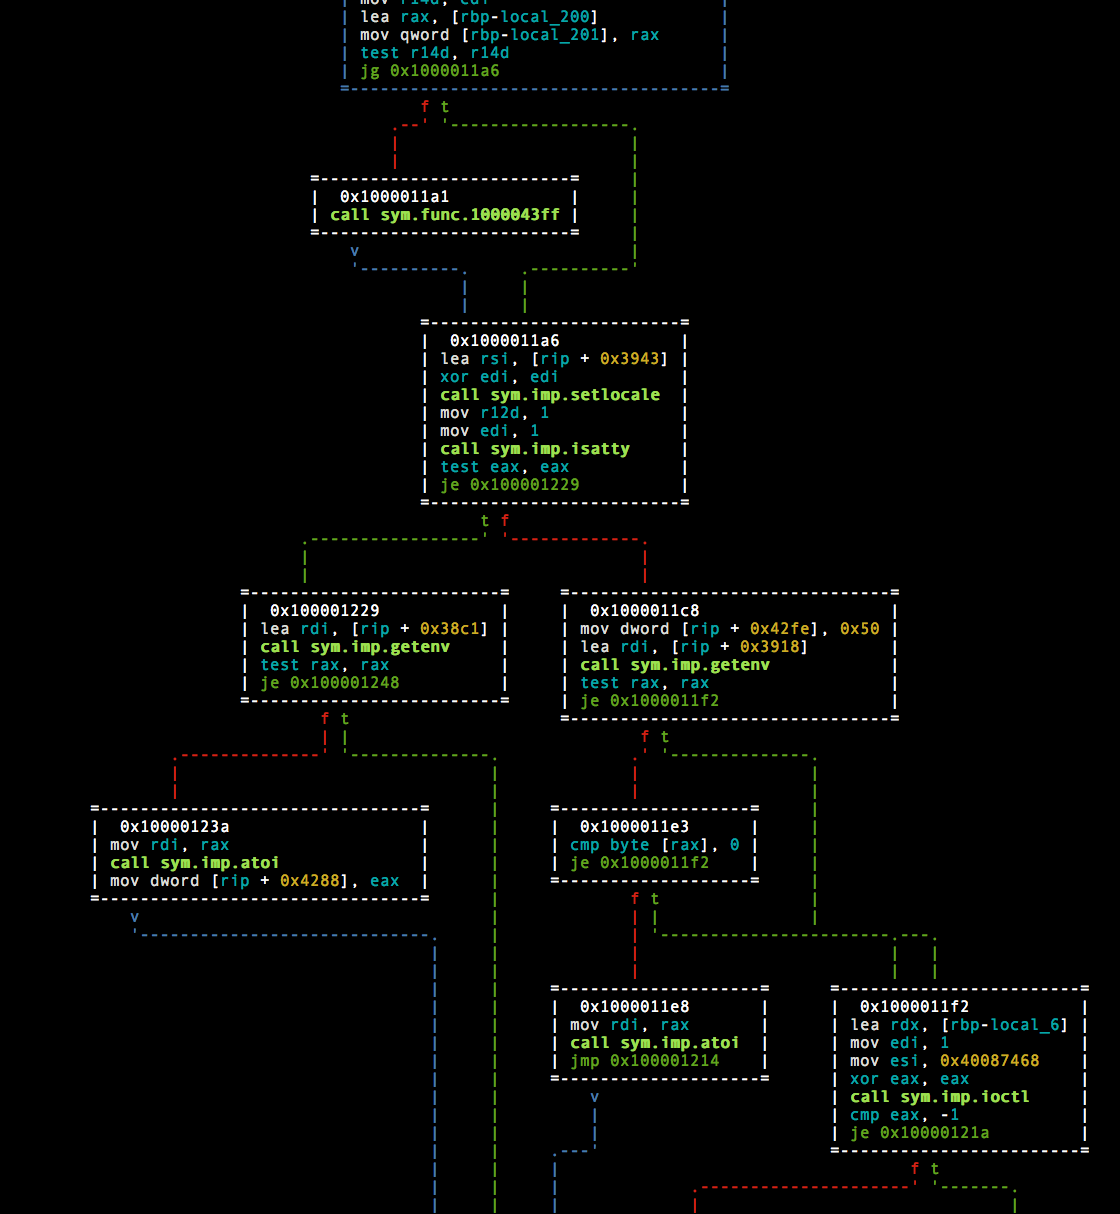 lea rax, [rbp-local_200]
mov qword [rbp-local_201], rax
test r14d, r14d
jg 0x1000011a6
f t
0x1000011a1
call sym.func.1000043ff
v
0x1000011a6
lea rsi, [rip + 0x3943]
xor edi, edi
call sym.imp.setlocale
mov r12d, 1
mov edi, 1
call sym.imp.isatty
test eax, eax
je 0x100001229
t f
0x100001229
lea rdi, [rip + 0x38c1]
call sym.imp.getenv
test rax, rax
je 0x100001248
f t
0x1000011c8
mov dword [rip + 0x42fe], 0x50
lea rdi, [rip + 0x3918]
call sym.imp.getenv
test rax, rax
je 0x1000011f2
f t
0x10000123a
mov rdi, rax
call sym.imp.atoi
mov dword [rip + 0x4288], eax
v
0x1000011e3
cmp byte [rax], 0
je 0x1000011f2
f t
0x1000011e8
mov rdi, rax
call sym.imp.atoi
jmp 0x100001214
v
0x1000011f2
lea rdx, [rbp-local_6]
mov edi, 1
mov esi, 0x40087468
xor eax, eax
call sym.imp.ioctl
cmp eax, -1
je 0x10000121a
f t